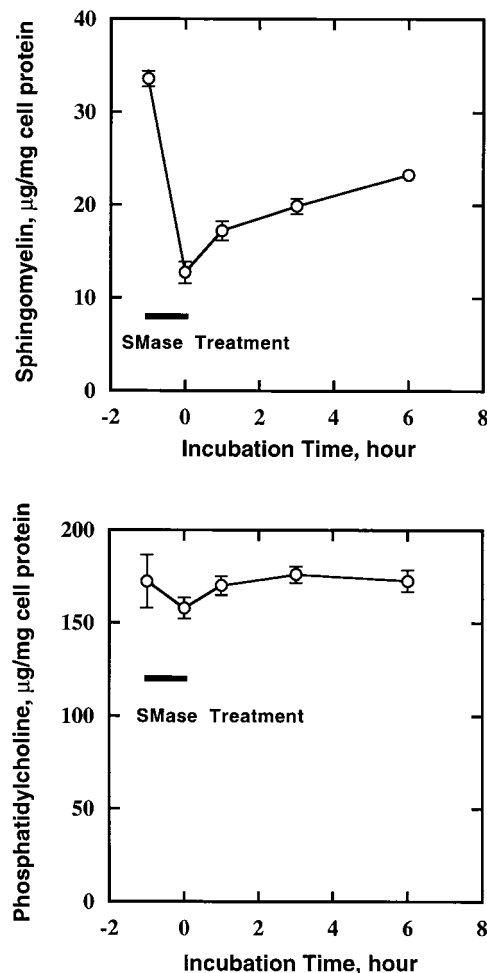 Sphingomyelin, μg/mg cell protein
40
30
20
10
0
SMase Treatment
-2 0 2 4 6 8
Incubation Time, hour
Phosphatidylcholine, μg/mg cell protein
200
150
100
50
0
SMase Treatment
-2 0 2 4 6 8
Incubation Time, hour